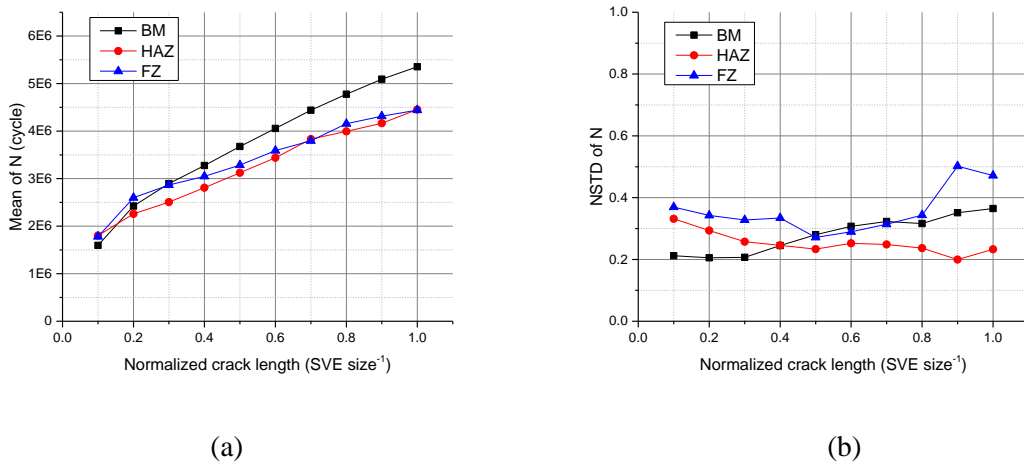 BM
HAZ
FZ
6E6
5E6
4E6
3E6
2E6
1E6
0
Mean of N (cycle)
0.0 0.2 0.4 0.6 0.8 1.0
Normalized crack length (SVE size⁻¹)
(a)
BM
HAZ
FZ
1.0
0.8
0.6
0.4
0.2
0.0
NSTD of N
0.0 0.2 0.4 0.6 0.8 1.0
Normalized crack length (SVE size⁻¹)
(b)